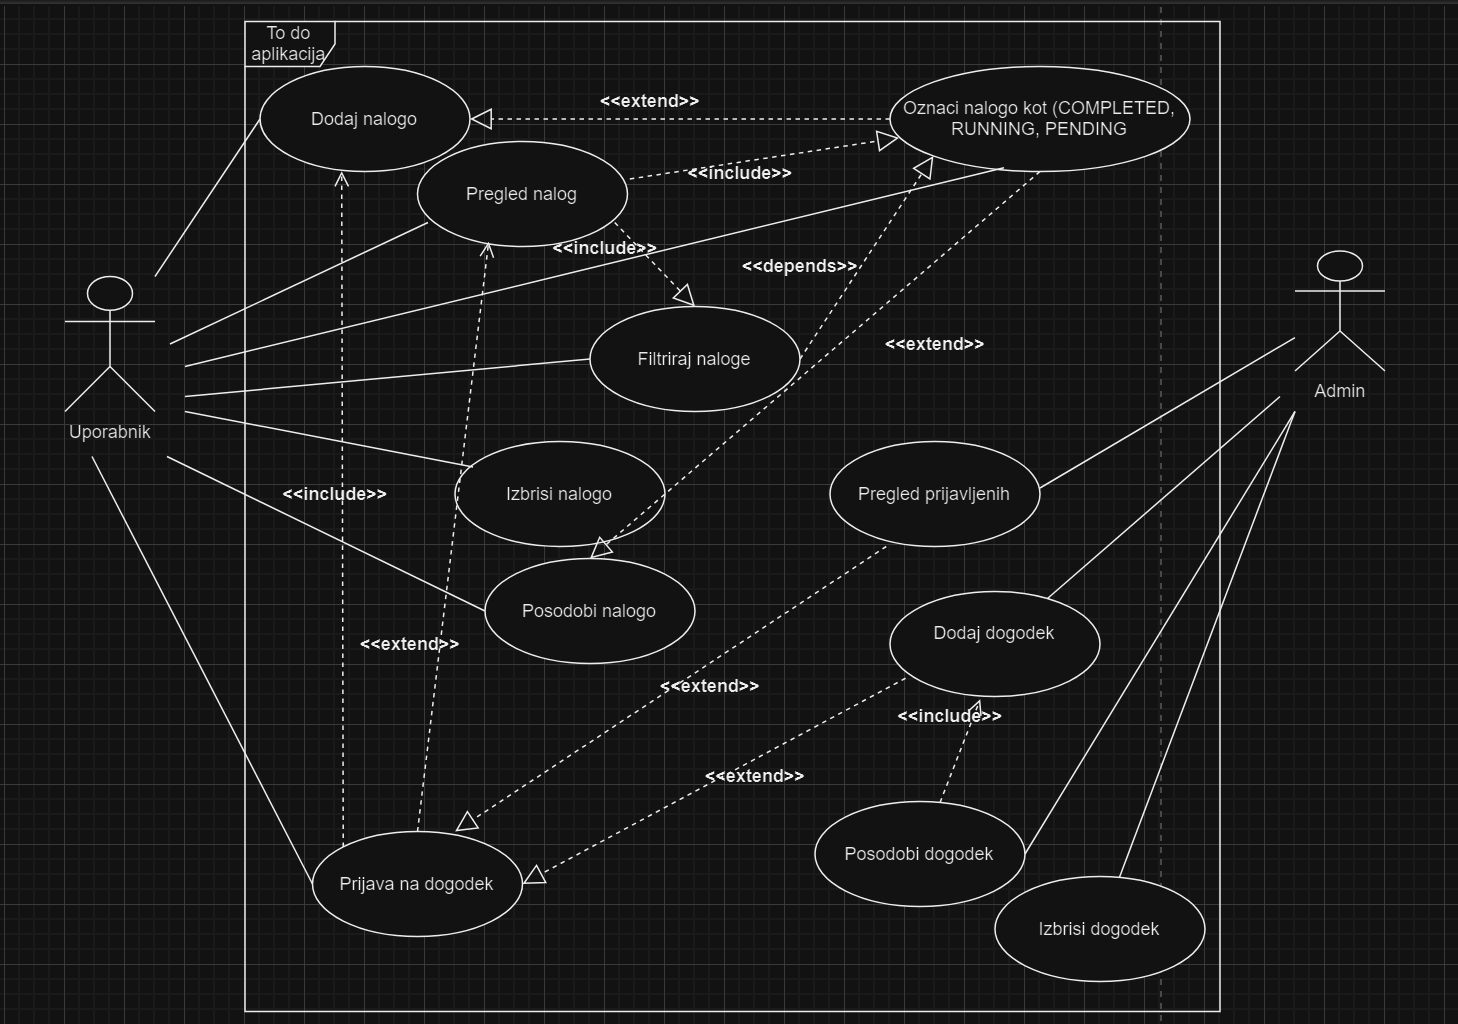 To do
aplikacija
Dodaj nalogo
<<extend>>
Oznaci nalogo kot (COMPLETED,
RUNNING, PENDING
Pregled nalog
<<include>>
<<include>>
<<depends>>
<<extend>>
Filtriraj naloge
Admin
Uporabnik
<<include>>
Izbrisi nalogo
Pregled prijavljenih
Posodobi nalogo
Dodaj dogodek
<<extend>>
<<extend>>
<<include>>
<<extend>>
Posodobi dogodek
Prijava na dogodek
Izbrisi dogodek